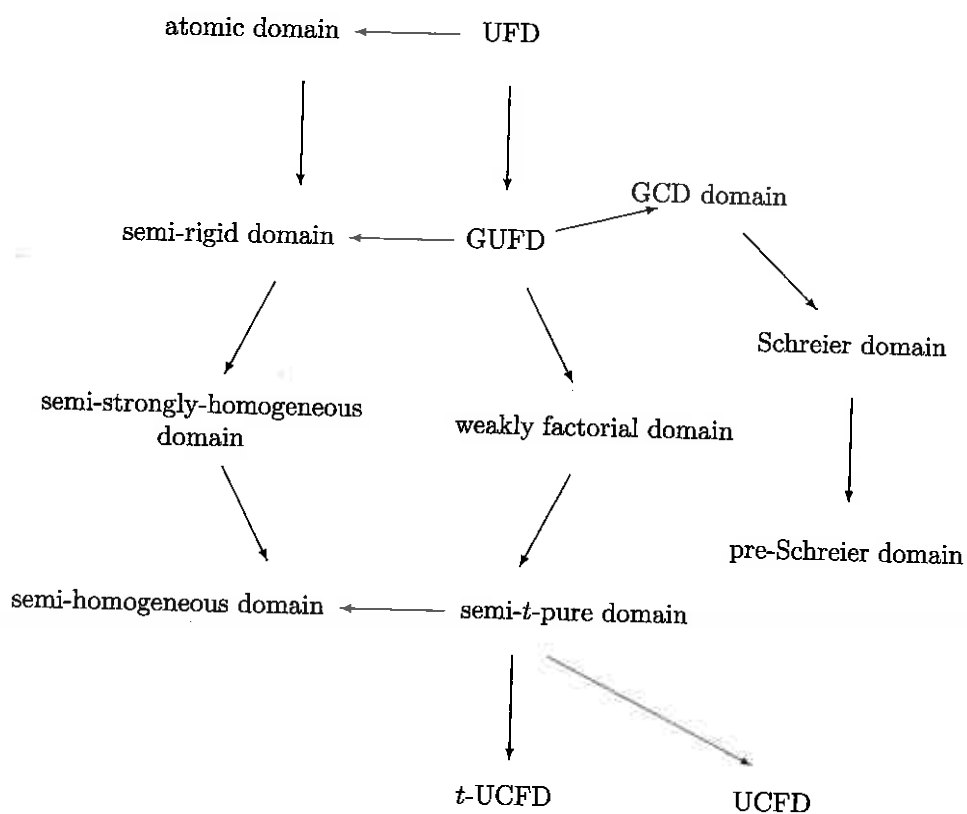 atomic domain
UFD
GCD domain
semi-rigid domain
GUFD
Schreier domain
semi-strongly-homogeneous
domain
weakly factorial domain
pre-Schreier domain
semi-homogeneous domain
semi-t-pure domain
t-UCFD
UCFD